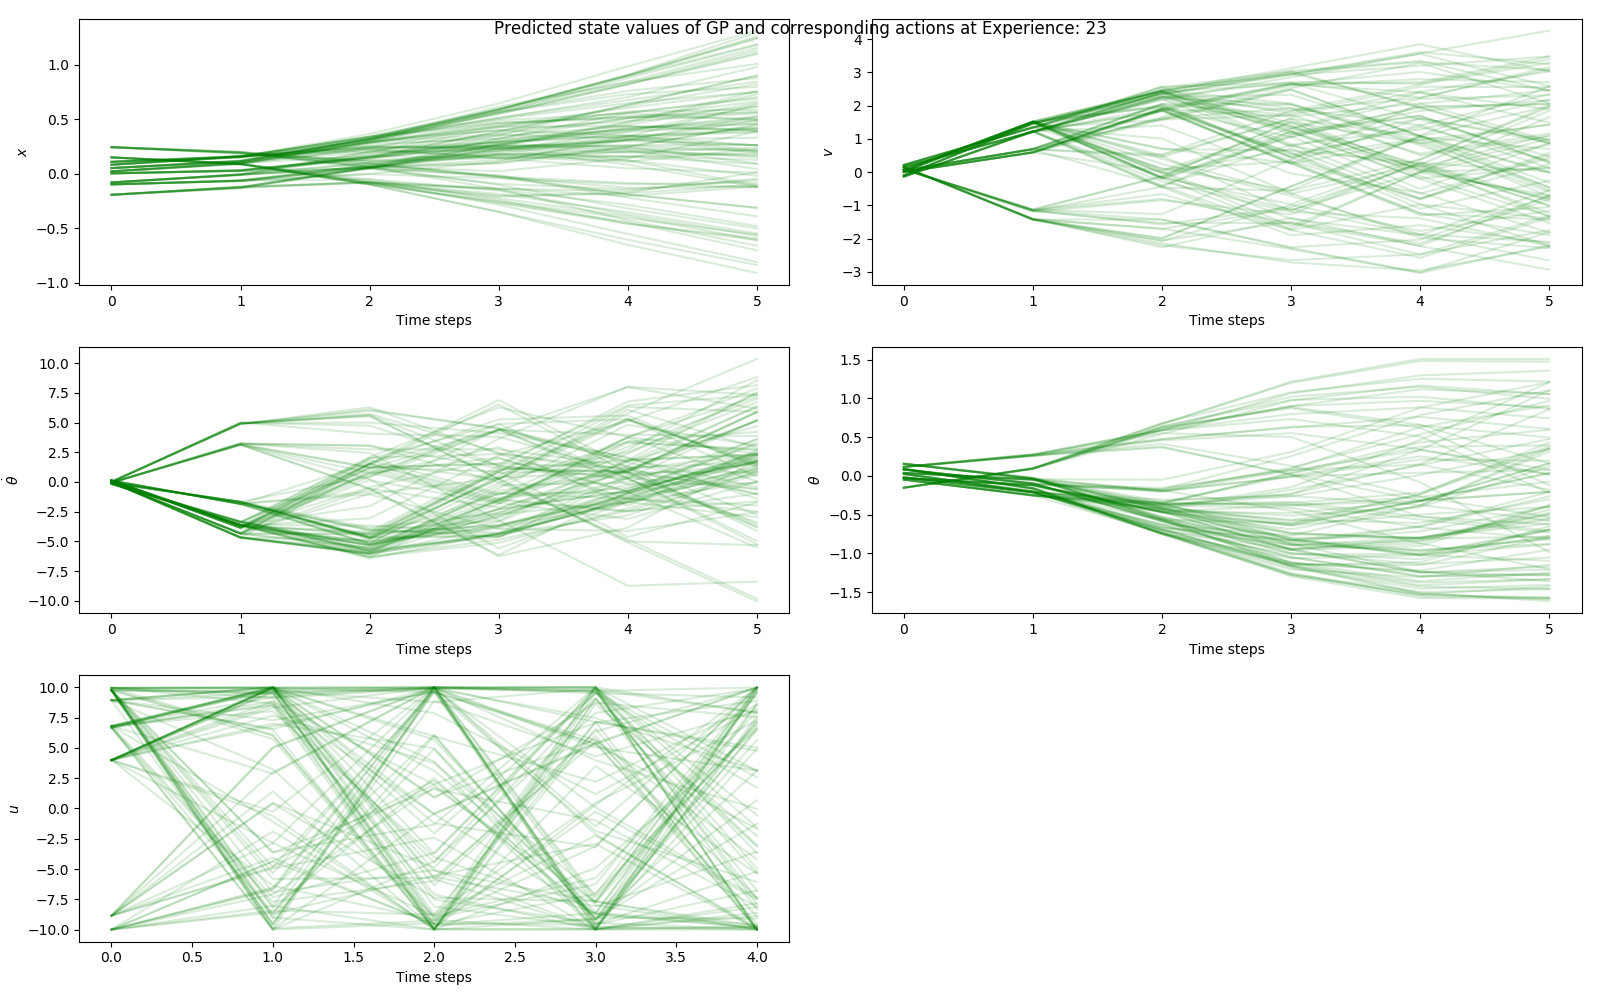 Predicted state values of GP and corresponding actions at Experience: 23
x
1.0
0.5
0.0
−0.5
−1.0
0 1 2 3 4 5
Time steps
v
4
3
2
1
0
−1
−2
−3
0 1 2 3 4 5
Time steps
θ̇
10.0
7.5
5.0
2.5
0.0
−2.5
−5.0
−7.5
−10.0
0 1 2 3 4 5
Time steps
θ
1.5
1.0
0.5
0.0
−0.5
−1.0
−1.5
0 1 2 3 4 5
Time steps
u
10.0
7.5
5.0
2.5
0.0
−2.5
−5.0
−7.5
−10.0
0.0 0.5 1.0 1.5 2.0 2.5 3.0 3.5 4.0
Time steps